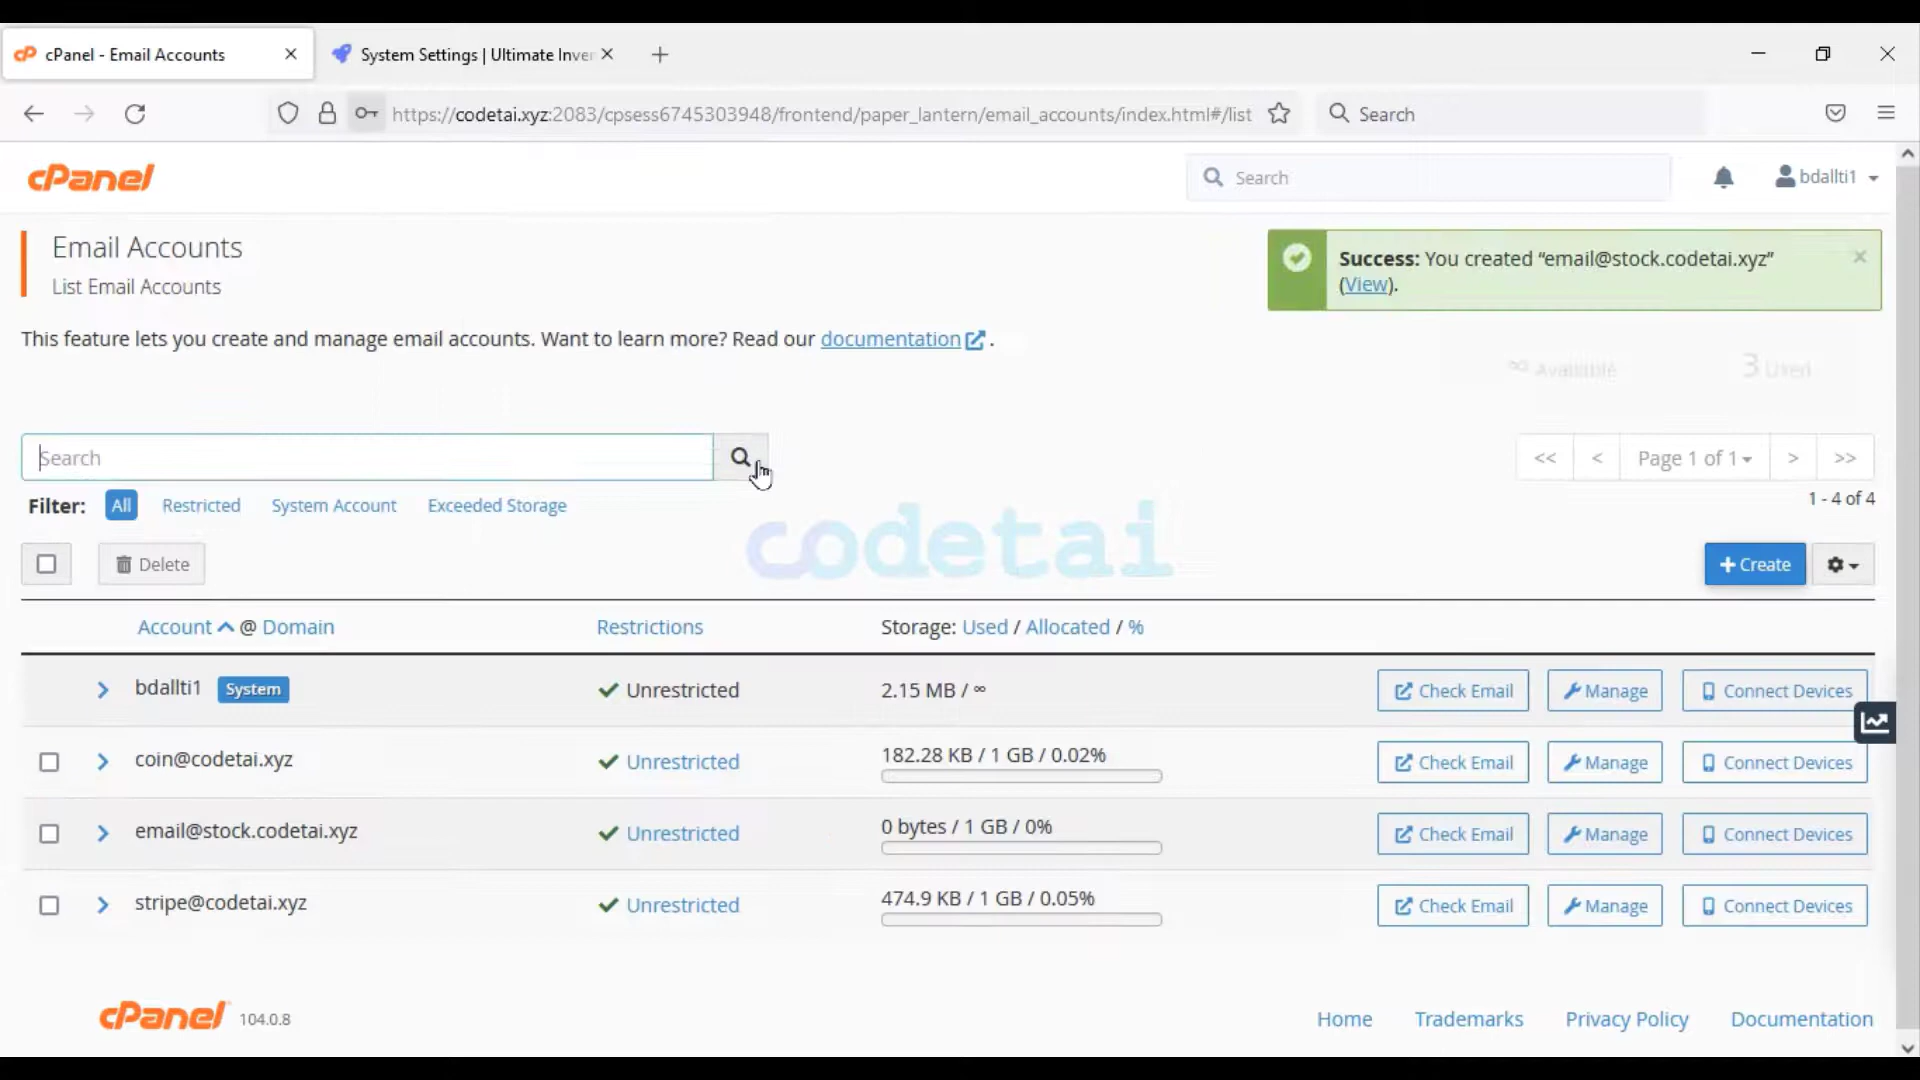 cPanel - Email Accounts
System Settings | Ultimate Inver
https://codetai.xyz:2083/cpsess6745303948/frontend/paper_lantern/email_accounts/index.html#/list
Search
cPanel
Search
bdallti1
Email Accounts
List Email Accounts
Success: You created “email@stock.codetai.xyz”
(View).
This feature lets you create and manage email accounts. Want to learn more? Read our documentation .
∞ Available 3 Used
Search
<< < Page 1 of 1 > >>
Filter: All Restricted System Account Exceeded Storage
1 - 4 of 4
codetai
Delete
+ Create
Account @ Domain Restrictions Storage: Used / Allocated / %
bdallti1 System Unrestricted 2.15 MB / ∞ Check Email Manage Connect Devices
coin@codetai.xyz Unrestricted 182.28 KB / 1 GB / 0.02% Check Email Manage Connect Devices
email@stock.codetai.xyz Unrestricted 0 bytes / 1 GB / 0% Check Email Manage Connect Devices
stripe@codetai.xyz Unrestricted 474.9 KB / 1 GB / 0.05% Check Email Manage Connect Devices
cPanel 104.0.8
Home Trademarks Privacy Policy Documentation